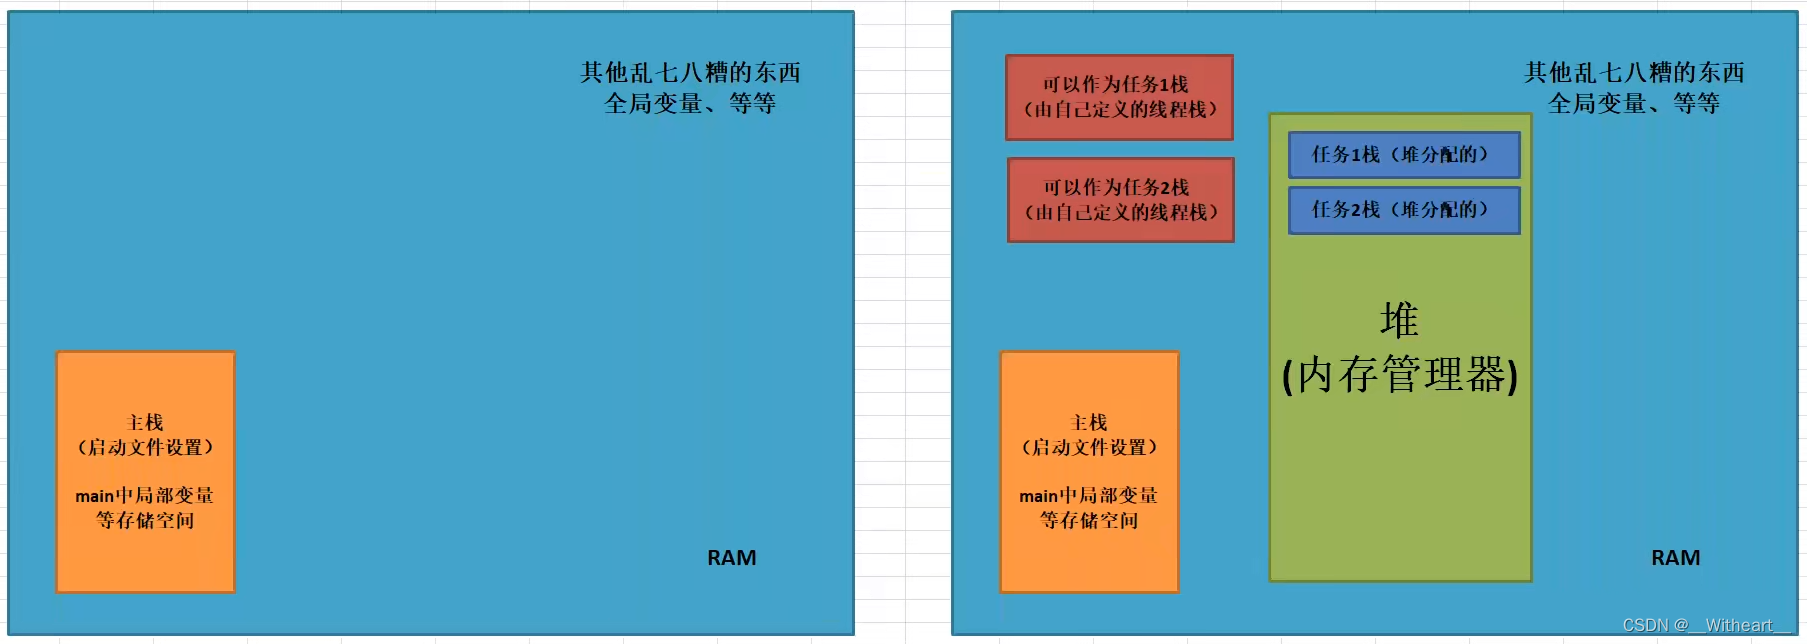 其他乱七八糟的东西
全局变量、等等
主栈
（启动文件设置）
main中局部变量
等存储空间
RAM
其他乱七八糟的东西
全局变量、等等
可以作为任务1栈
（由自己定义的线程栈）
可以作为任务2栈
（由自己定义的线程栈）
任务1栈（堆分配的）
任务2栈（堆分配的）
堆
(内存管理器)
主栈
（启动文件设置）
main中局部变量
等存储空间
RAM
CSDN @__Witheart__